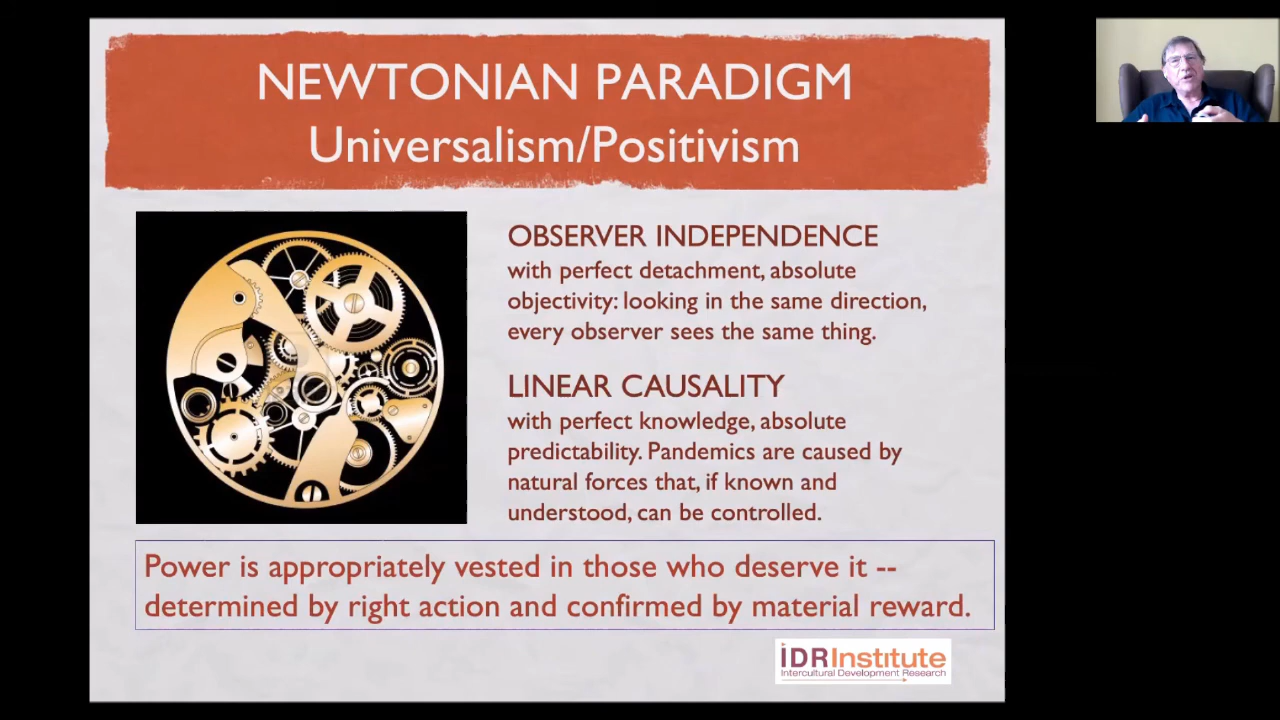 NEWTONIAN PARADIGM
Universalism/Positivism
OBSERVER INDEPENDENCE
with perfect detachment, absolute
objectivity: looking in the same direction,
every observer sees the same thing.
LINEAR CAUSALITY
with perfect knowledge, absolute
predictability. Pandemics are caused by
natural forces that, if known and
understood, can be controlled.
Power is appropriately vested in those who deserve it --
determined by right action and confirmed by material reward.
IDRInstitute
Intercultural Development Research